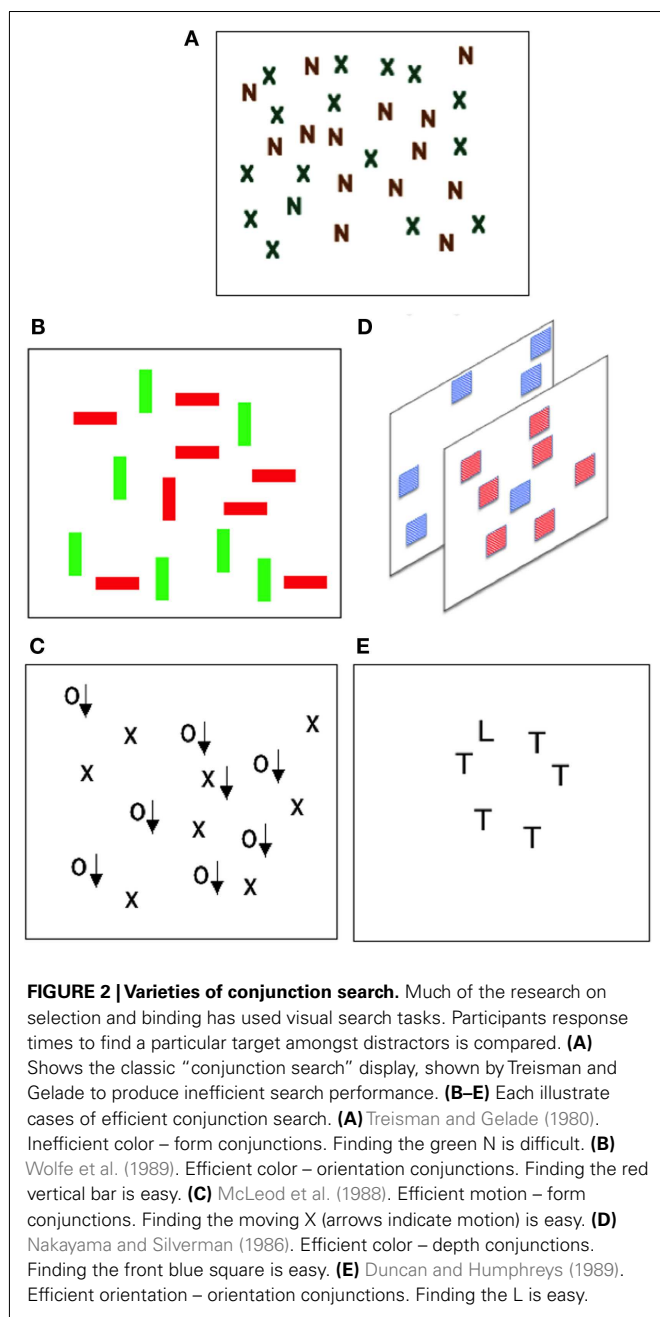 A
N X N X X X N
X X N X N X
N N N X N X
X X N N N
X N N X X
X N
B
D
C
O X
X O X
X X O
O X O X
O X O X
E
L T
T T
T T
FIGURE 2 | Varieties of conjunction search. Much of the research on
selection and binding has used visual search tasks. Participants response
times to find a particular target amongst distractors is compared. (A)
Shows the classic “conjunction search” display, shown by Treisman and
Gelade to produce inefficient search performance. (B–E) Each illustrate
cases of efficient conjunction search. (A) Treisman and Gelade (1980).
Inefficient color – form conjunctions. Finding the green N is difficult. (B)
Wolfe et al. (1989). Efficient color – orientation conjunctions. Finding the red
vertical bar is easy. (C) McLeod et al. (1988). Efficient motion – form
conjunctions. Finding the moving X (arrows indicate motion) is easy. (D)
Nakayama and Silverman (1986). Efficient color – depth conjunctions.
Finding the front blue square is easy. (E) Duncan and Humphreys (1989).
Efficient orientation – orientation conjunctions. Finding the L is easy.